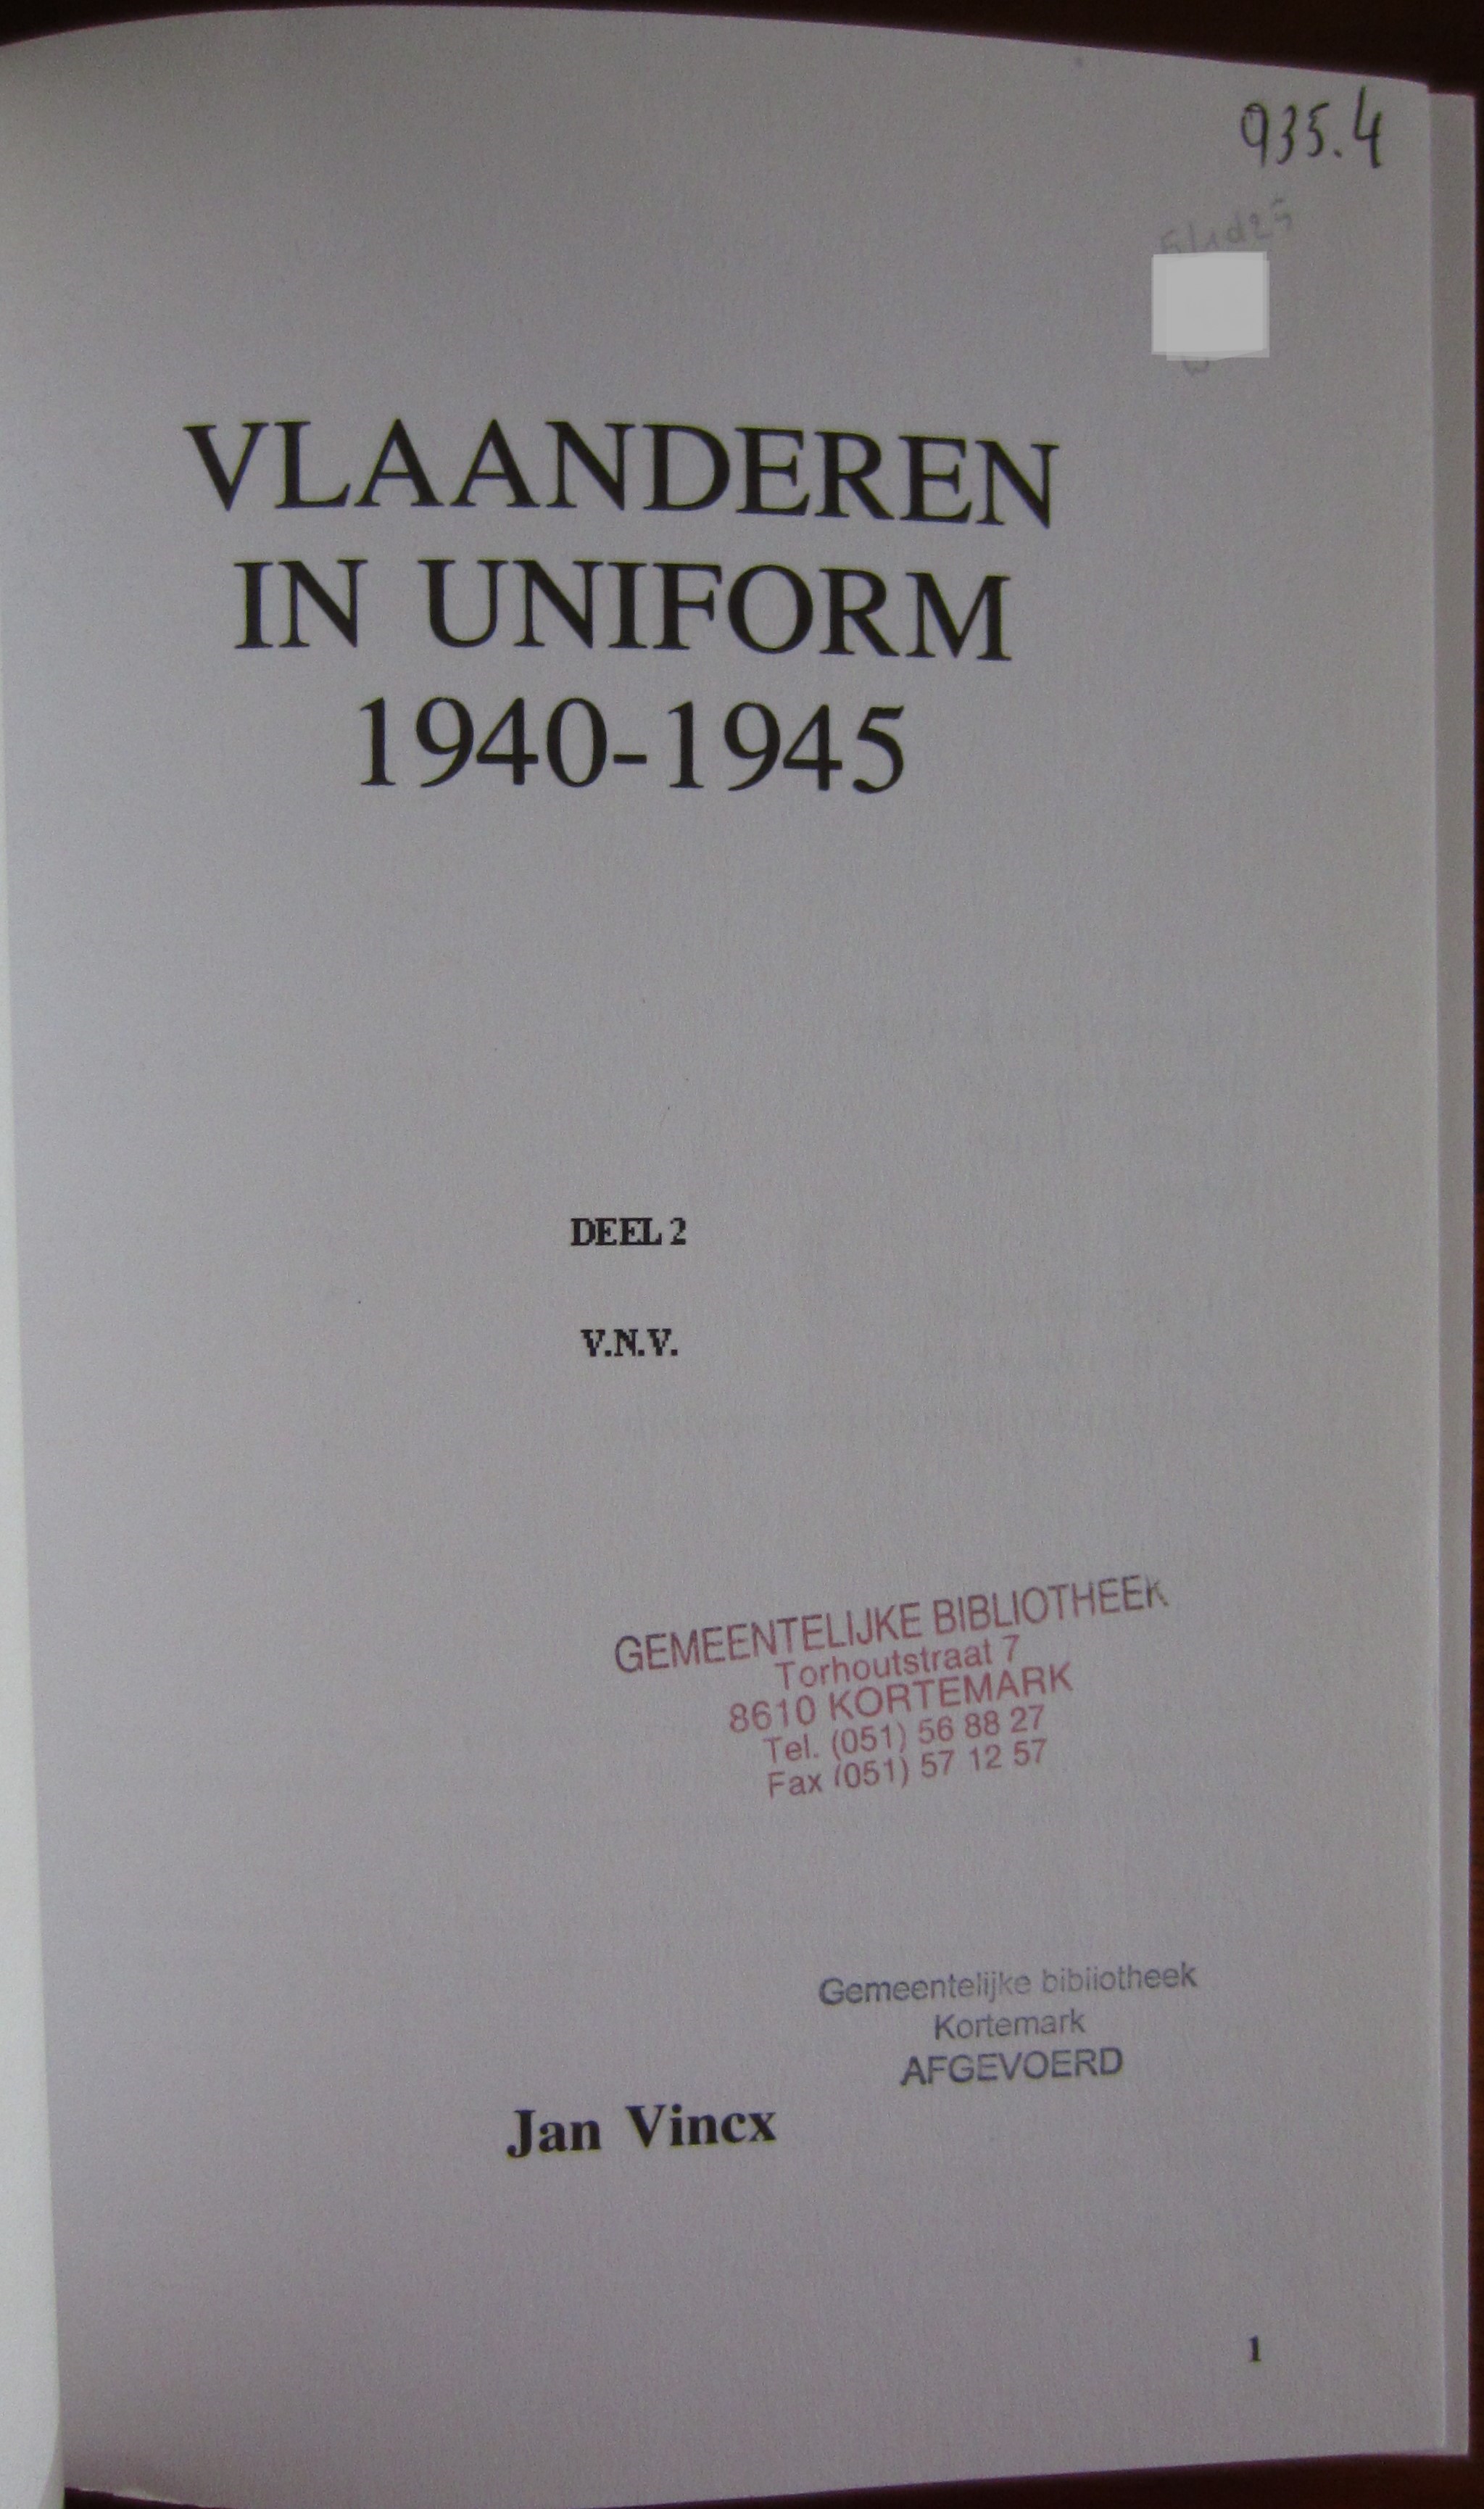 935.4
VLAANDEREN
IN UNIFORM
1940-1945
DEEL 2
V.N.V.
GEMEENTELIJKE BIBLIOTHEEK
Torhoutstraat 7
8610 KORTEMARK
Tel. (051) 56 88 27
Fax (051) 57 12 57
Gemeentelijke bibliotheek
Kortemark
AFGEVOERD
Jan Vincx
1